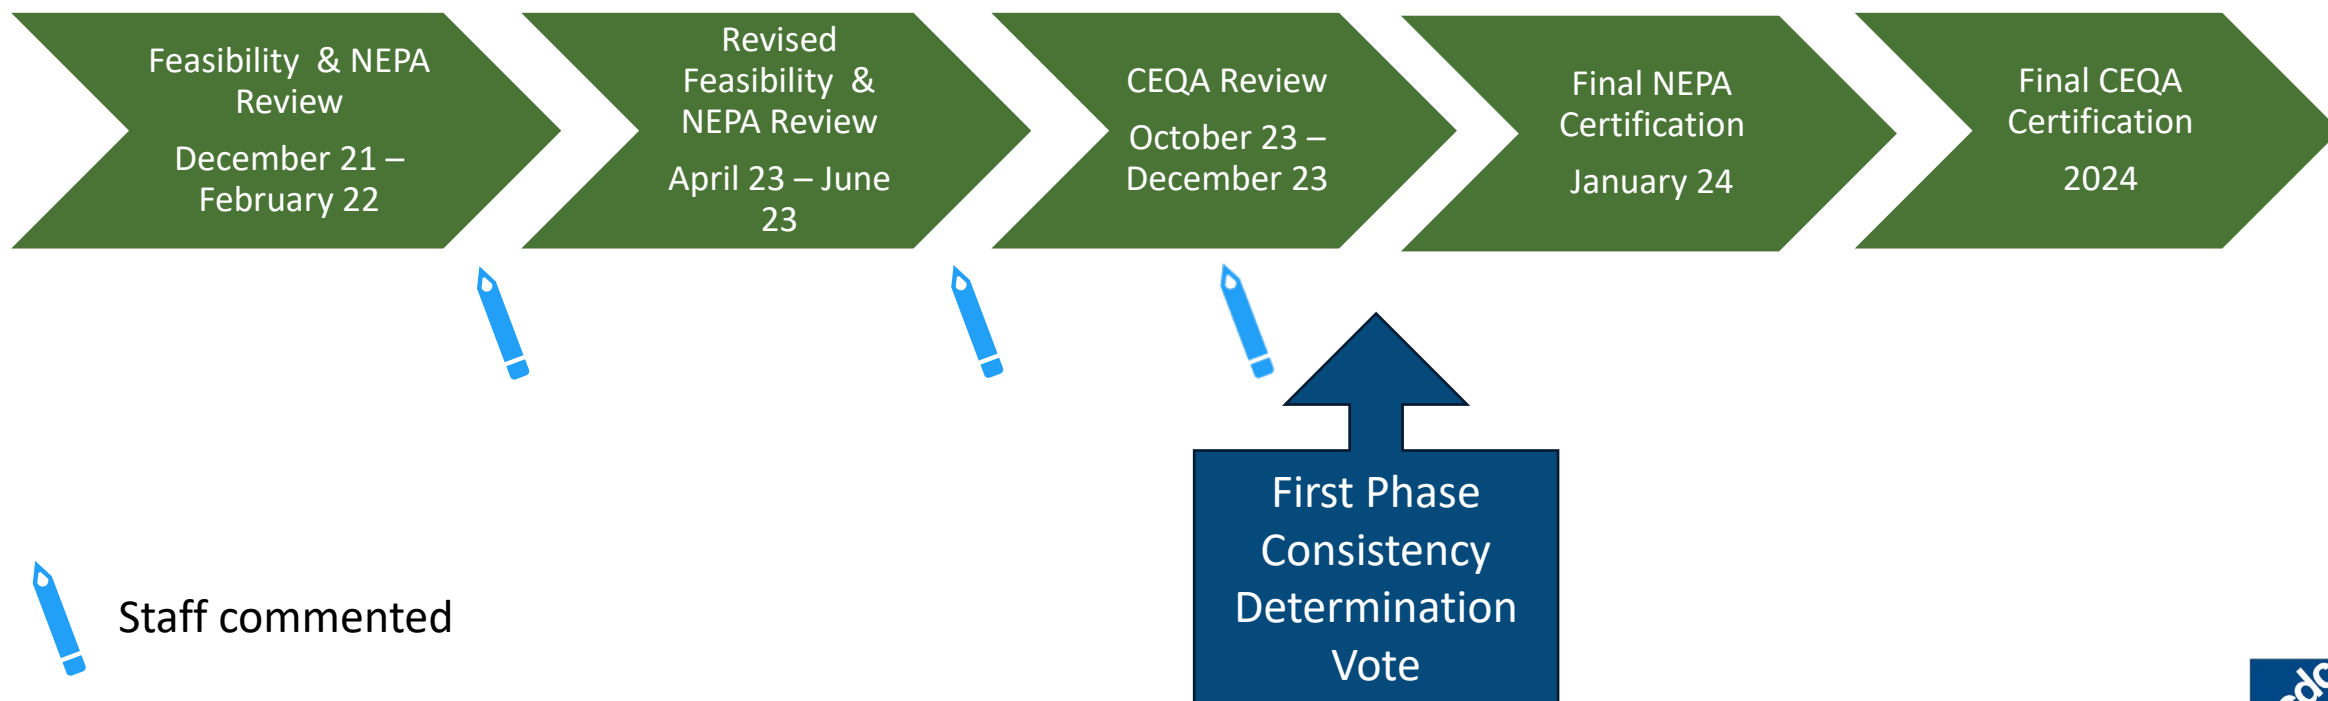 Feasibility & NEPA
Review
December 21 –
February 22
Revised
Feasibility &
NEPA Review
April 23 – June
23
CEQA Review
October 23 –
December 23
Final NEPA
Certification
January 24
Final CEQA
Certification
2024
First Phase
Consistency
Determination
Vote
Staff commented